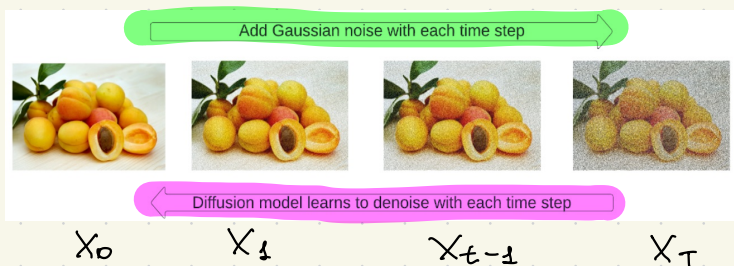 Add Gaussian noise with each time step
Diffusion model learns to denoise with each time step
X0 X1 Xt-1 XT